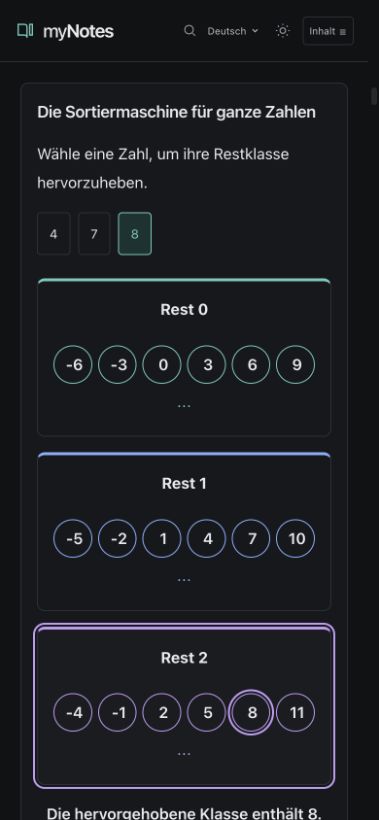 myNotes
Deutsch
Inhalt ≡
Die Sortiermaschine für ganze Zahlen
Wähle eine Zahl, um ihre Restklasse
hervorzuheben.
4 7 8
Rest 0
-6 -3 0 3 6 9
...
Rest 1
-5 -2 1 4 7 10
...
Rest 2
-4 -1 2 5 8 11
...
Die hervorgehobene Klasse enthält 8.